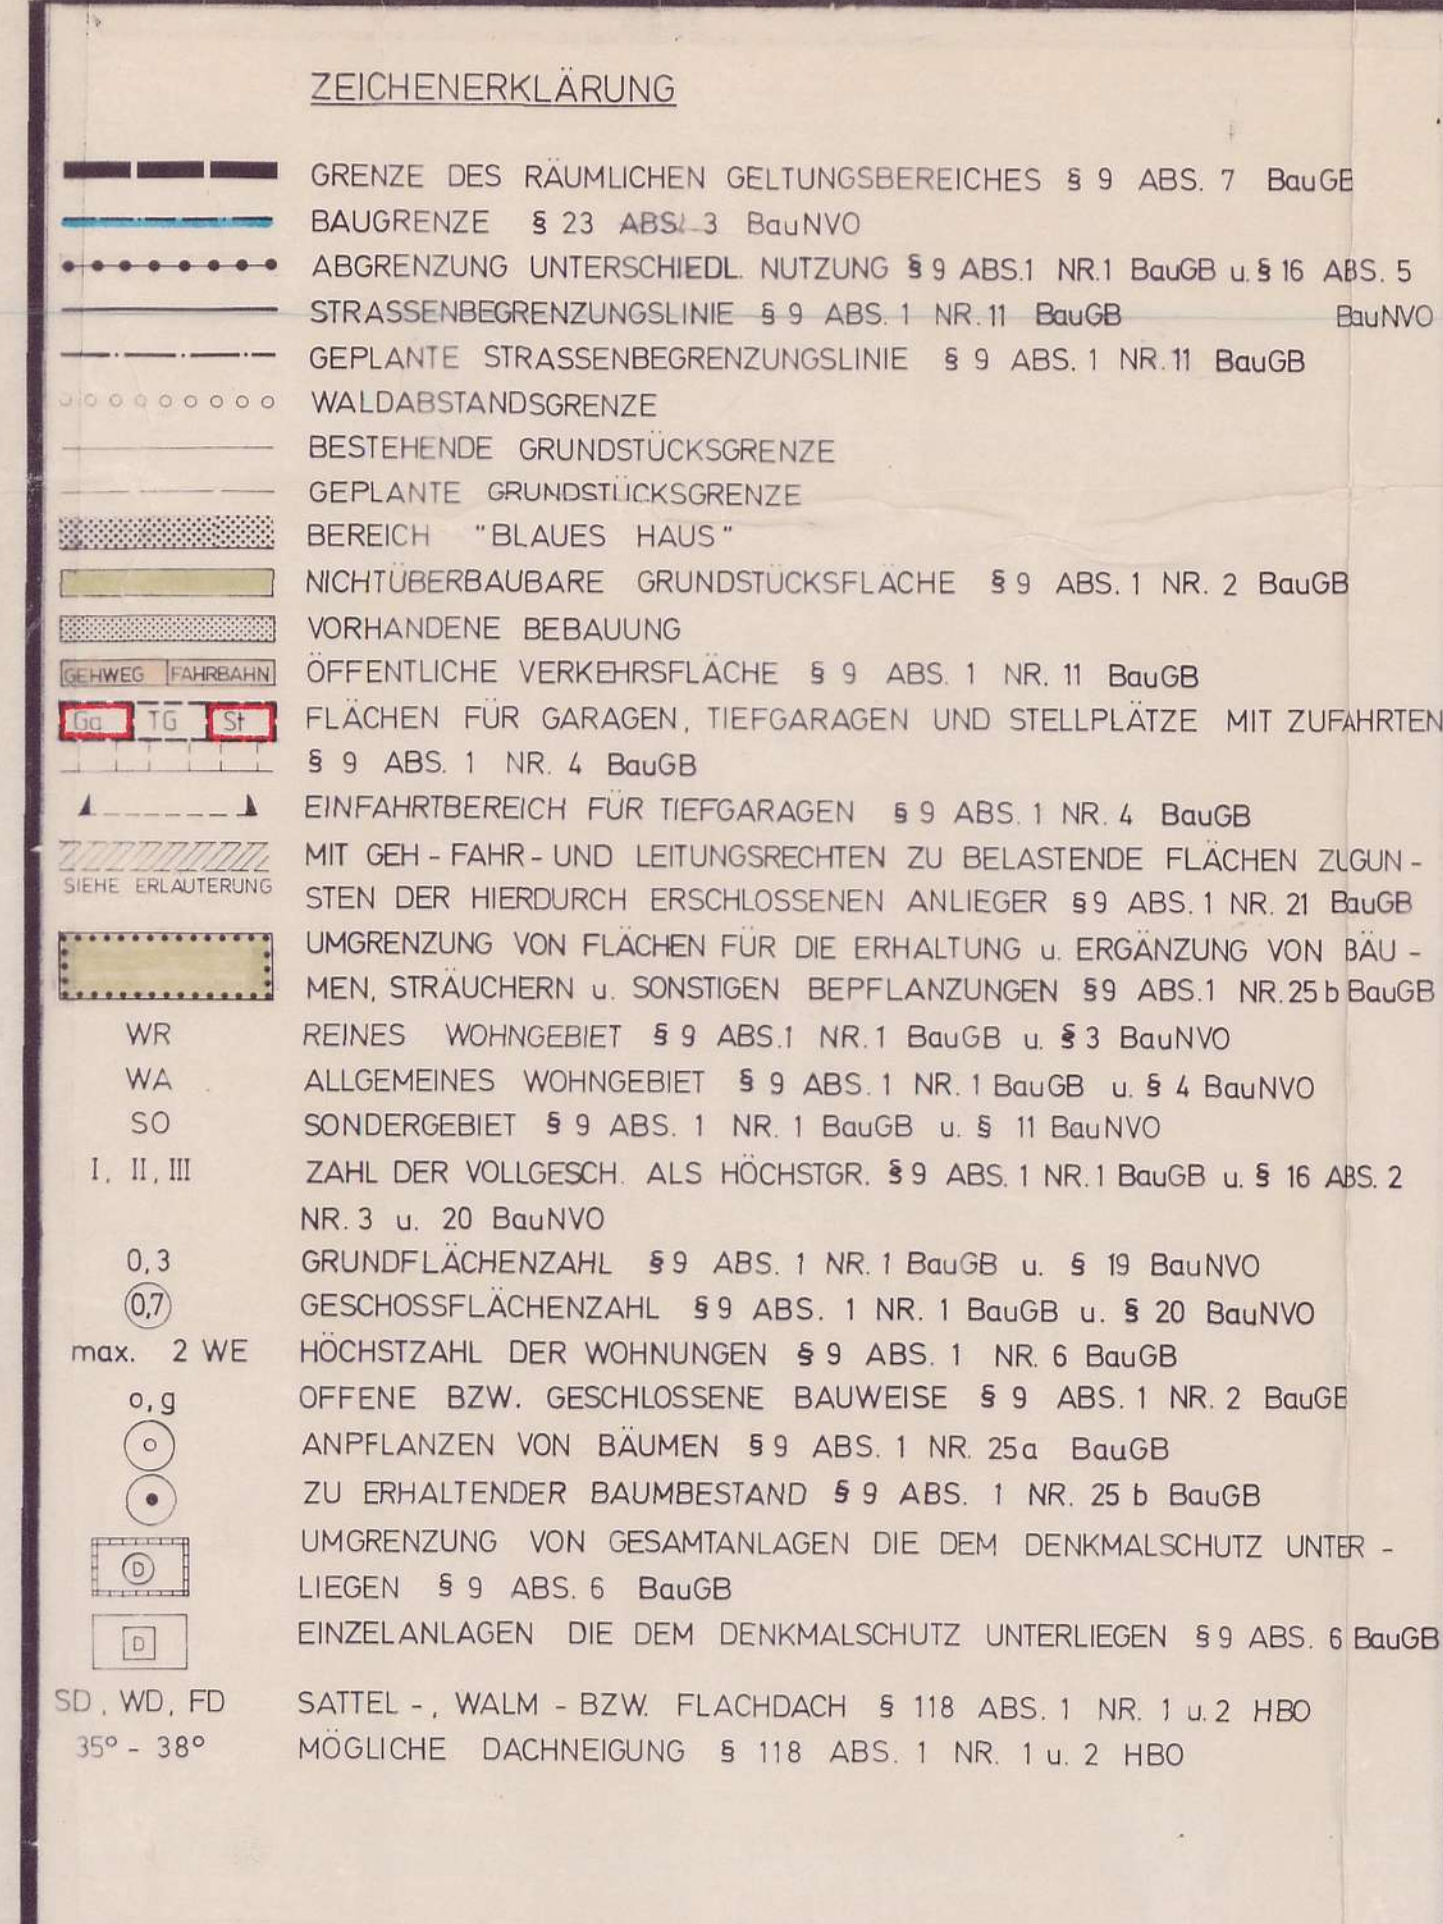 ZEICHENERKLÄRUNG
GRENZE DES RÄUMLICHEN GELTUNGSBEREICHES § 9 ABS. 7 BauGB
BAUGRENZE § 23 ABS. 3 BauNVO
ABGRENZUNG UNTERSCHIEDL. NUTZUNG § 9 ABS.1 NR.1 BauGB u. § 16 ABS. 5
BauNVO
STRASSENBEGRENZUNGSLINIE § 9 ABS. 1 NR. 11 BauGB
GEPLANTE STRASSENBEGRENZUNGSLINIE § 9 ABS. 1 NR. 11 BauGB
WALDABSTANDSGRENZE
BESTEHENDE GRUNDSTÜCKSGRENZE
GEPLANTE GRUNDSTÜCKSGRENZE
BEREICH "BLAUES HAUS"
NICHTÜBERBAUBARE GRUNDSTÜCKSFLÄCHE § 9 ABS. 1 NR. 2 BauGB
VORHANDENE BEBAUUNG
GEHWEG FAHRBAHN ÖFFENTLICHE VERKEHRSFLÄCHE § 9 ABS. 1 NR. 11 BauGB
Ga TG St FLÄCHEN FÜR GARAGEN, TIEFGARAGEN UND STELLPLÄTZE MIT ZUFAHRTEN
§ 9 ABS. 1 NR. 4 BauGB
EINFAHRTBEREICH FÜR TIEFGARAGEN § 9 ABS. 1 NR. 4 BauGB
MIT GEH - FAHR - UND LEITUNGSRECHTEN ZU BELASTENDE FLÄCHEN ZUGUN -
SIEHE ERLÄUTERUNG STEN DER HIERDURCH ERSCHLOSSENEN ANLIEGER § 9 ABS. 1 NR. 21 BauGB
UMGRENZUNG VON FLÄCHEN FÜR DIE ERHALTUNG u. ERGÄNZUNG VON BÄU -
MEN, STRÄUCHERN u. SONSTIGEN BEPFLANZUNGEN § 9 ABS.1 NR. 25 b BauGB
WR REINES WOHNGEBIET § 9 ABS.1 NR. 1 BauGB u. § 3 BauNVO
WA ALLGEMEINES WOHNGEBIET § 9 ABS. 1 NR. 1 BauGB u. § 4 BauNVO
SO SONDERGEBIET § 9 ABS. 1 NR. 1 BauGB u. § 11 BauNVO
I, II, III ZAHL DER VOLLGESCH. ALS HÖCHSTGR. § 9 ABS. 1 NR. 1 BauGB u. § 16 ABS. 2
NR. 3 u. 20 BauNVO
0,3 GRUNDFLÄCHENZAHL § 9 ABS. 1 NR. 1 BauGB u. § 19 BauNVO
0,7 GESCHOSSFLÄCHENZAHL § 9 ABS. 1 NR. 1 BauGB u. § 20 BauNVO
max. 2 WE HÖCHSTZAHL DER WOHNUNGEN § 9 ABS. 1 NR. 6 BauGB
o, g OFFENE BZW. GESCHLOSSENE BAUWEISE § 9 ABS. 1 NR. 2 BauGB
ANPFLANZEN VON BÄUMEN § 9 ABS. 1 NR. 25a BauGB
ZU ERHALTENDER BAUMBESTAND § 9 ABS. 1 NR. 25 b BauGB
UMGRENZUNG VON GESAMTANLAGEN DIE DEM DENKMALSCHUTZ UNTER -
D LIEGEN § 9 ABS. 6 BauGB
D EINZELANLAGEN DIE DEM DENKMALSCHUTZ UNTERLIEGEN § 9 ABS. 6 BauGB
SD, WD, FD SATTEL -, WALM - BZW. FLACHDACH § 118 ABS. 1 NR. 1 u. 2 HBO
35° - 38° MÖGLICHE DACHNEIGUNG § 118 ABS. 1 NR. 1 u. 2 HBO